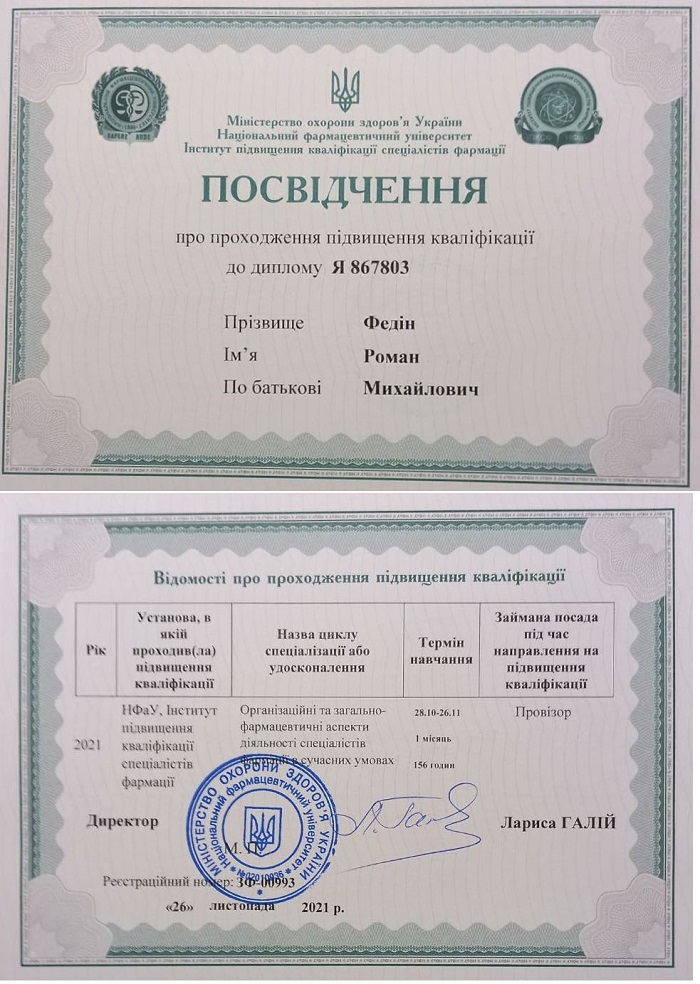 Міністерство охорони здоров'я України
Національний фармацевтичний університет
Інститут підвищення кваліфікації спеціалістів фармації
ПОСВІДЧЕННЯ
про проходження підвищення кваліфікації
до диплому Я 867803
Прізвище Федін
Ім'я Роман
По батькові Михайлович
Відомості про проходження підвищення кваліфікації
Рік
Установа, в
якій
проходив(ла)
підвищення
кваліфікації
Назва циклу
спеціалізації або
удосконалення
Термін
навчання
Займана посада
під час
направлення на
підвищення
кваліфікації
2021
НФаУ, Інститут
підвищення
кваліфікації
спеціалістів
фармації
Організаційні та загально-
фармацевтичні аспекти
діяльності спеціалістів
фармації в сучасних умовах
28.10-26.11
1 місяць
156 годин
Провізор
Директор
Лариса ГАЛІЙ
М. П.
МІНІСТЕРСТВО ОХОРОНИ ЗДОРОВ'Я УКРАЇНИ
Національний фармацевтичний університет
№02010936
Реєстраційний номер: ЗФ-00993
«26» листопада 2021 р.